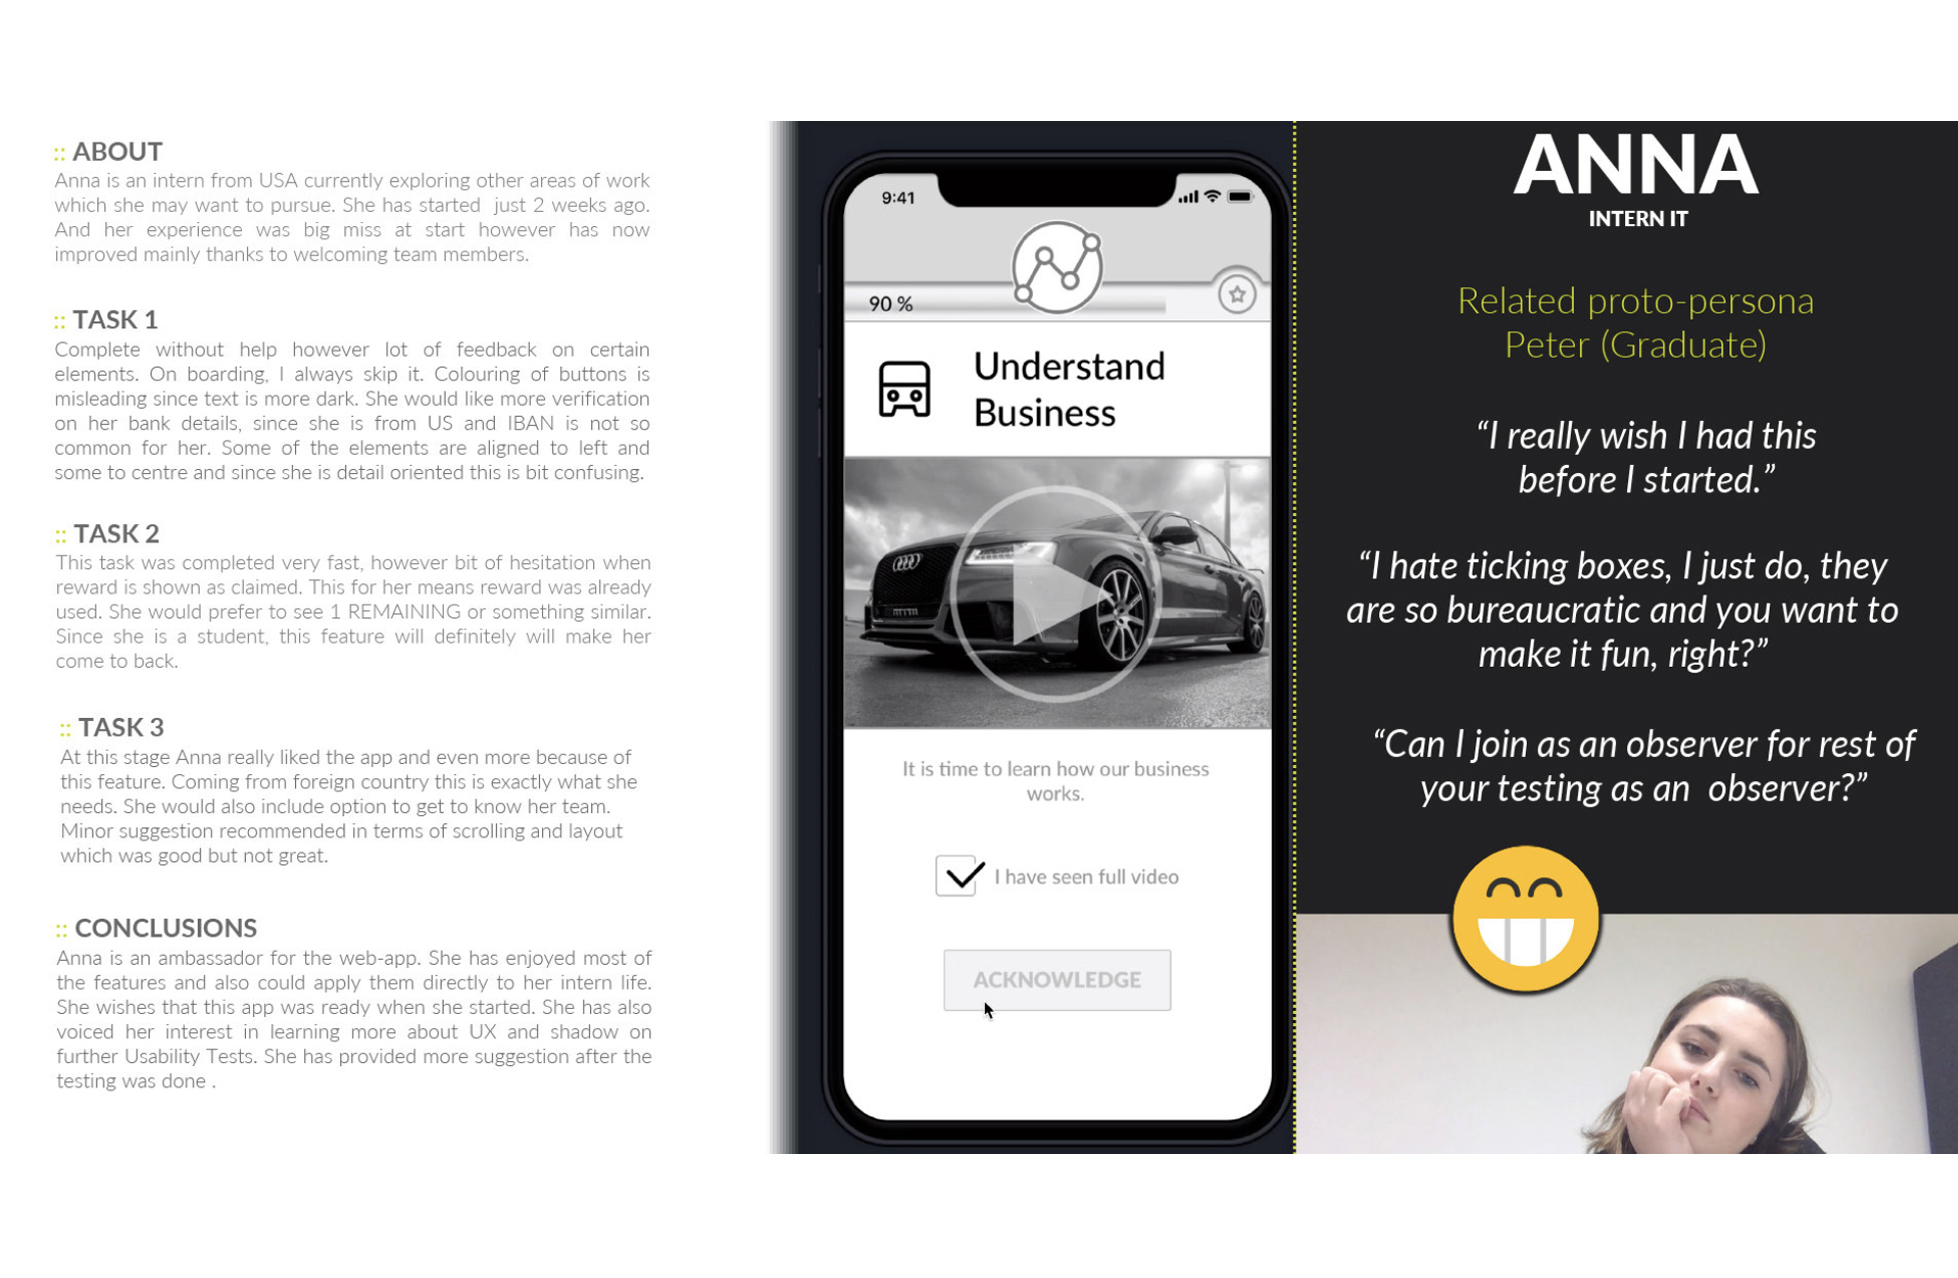 :: ABOUT
Anna is an intern from USA currently exploring other areas of work
which she may want to pursue. She has started just 2 weeks ago.
And her experience was big miss at start however has now
improved mainly thanks to welcoming team members.
:: TASK 1
Complete without help however lot of feedback on certain
elements. On boarding, I always skip it. Colouring of buttons is
misleading since text is more dark. She would like more verification
on her bank details, since she is from US and IBAN is not so
common for her. Some of the elements are aligned to left and
some to centre and since she is detail oriented this is bit confusing.
:: TASK 2
This task was completed very fast, however bit of hesitation when
reward is shown as claimed. This for her means reward was already
used. She would prefer to see 1 REMAINING or something similar.
Since she is a student, this feature will definitely will make her
come to back.
:: TASK 3
At this stage Anna really liked the app and even more because of
this feature. Coming from foreign country this is exactly what she
needs. She would also include option to get to know her team.
Minor suggestion recommended in terms of scrolling and layout
which was good but not great.
:: CONCLUSIONS
Anna is an ambassador for the web-app. She has enjoyed most of
the features and also could apply them directly to her intern life.
She wishes that this app was ready when she started. She has also
voiced her interest in learning more about UX and shadow on
further Usability Tests. She has provided more suggestion after the
testing was done .
9:41
90 %
Understand
Business
It is time to learn how our business
works.
I have seen full video
ACKNOWLEDGE
ANNA
INTERN IT
Related proto-persona
Peter (Graduate)
“I really wish I had this
before I started.”
“I hate ticking boxes, I just do, they
are so bureaucratic and you want to
make it fun, right?”
“Can I join as an observer for rest of
your testing as an observer?”